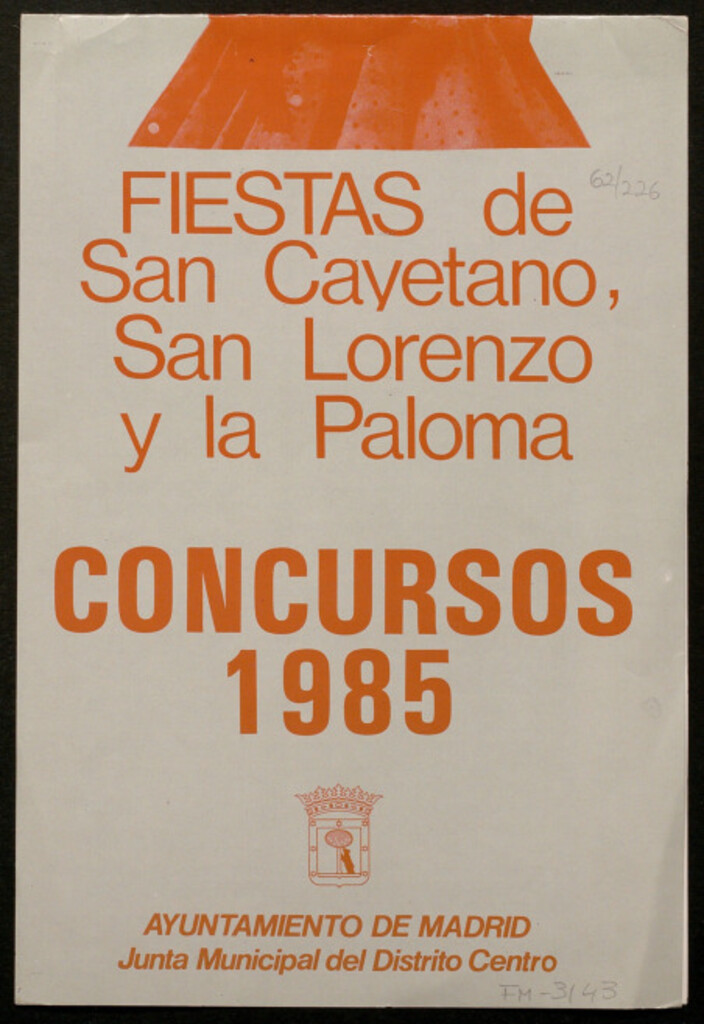 FIESTAS de
62/226
San Cayetano,
San Lorenzo
y la Paloma
CONCURSOS
1985
AYUNTAMIENTO DE MADRID
Junta Municipal del Distrito Centro
FM-3143